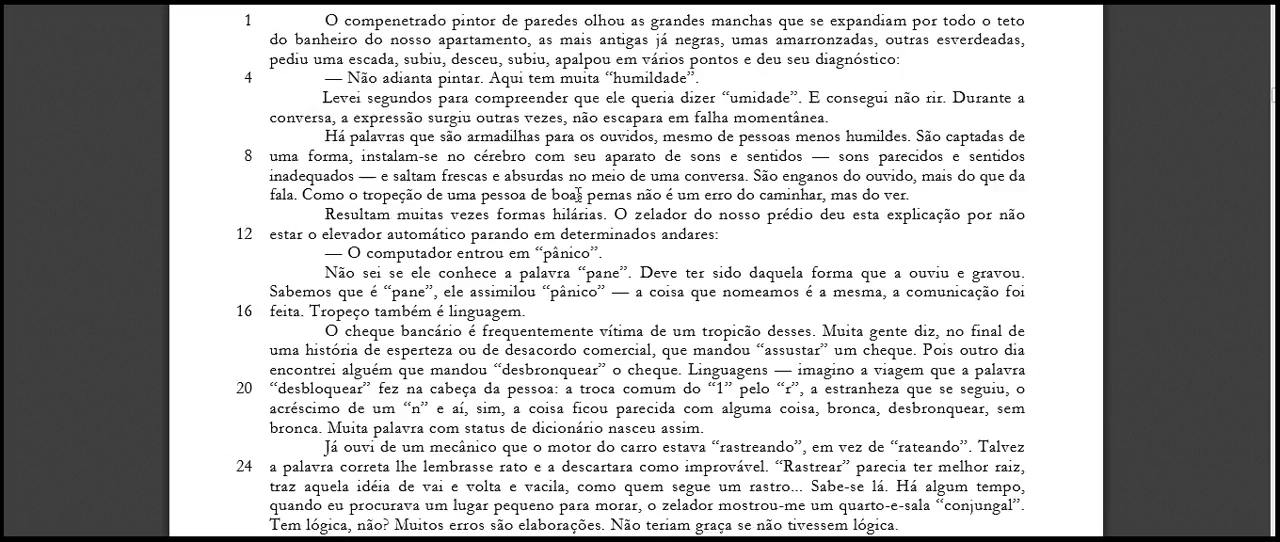 1 O compenetrado pintor de paredes olhou as grandes manchas que se expandiam por todo o teto
do banheiro do nosso apartamento, as mais antigas já negras, umas amarronzadas, outras esverdeadas,
pediu uma escada, subiu, desceu, subiu, apalpou em vários pontos e deu seu diagnóstico:
4 — Não adianta pintar. Aqui tem muita “humildade”.
Levei segundos para compreender que ele queria dizer “umidade”. E consegui não rir. Durante a
conversa, a expressão surgiu outras vezes, não escapara em falha momentânea.
Há palavras que são armadilhas para os ouvidos, mesmo de pessoas menos humildes. São captadas de
8 uma forma, instalam-se no cérebro com seu aparato de sons e sentidos — sons parecidos e sentidos
inadequados — e saltam frescas e absurdas no meio de uma conversa. São enganos do ouvido, mais do que da
fala. Como o tropeção de uma pessoa de boas pernas não é um erro do caminhar, mas do ver.
Resultam muitas vezes formas hilárias. O zelador do nosso prédio deu esta explicação por não
12 estar o elevador automático parando em determinados andares:
— O computador entrou em “pânico”.
Não sei se ele conhece a palavra “pane”. Deve ter sido daquela forma que a ouviu e gravou.
Sabemos que é “pane”, ele assimilou “pânico” — a coisa que nomeamos é a mesma, a comunicação foi
16 feita. Tropeço também é linguagem.
O cheque bancário é frequentemente vítima de um tropicão desses. Muita gente diz, no final de
uma história de esperteza ou de desacordo comercial, que mandou “assustar” um cheque. Pois outro dia
encontrei alguém que mandou “desbronquear” o cheque. Linguagens — imagino a viagem que a palavra
20 “desbloquear” fez na cabeça da pessoa: a troca comum do “l” pelo “r”, a estranheza que se seguiu, o
acréscimo de um “n” e aí, sim, a coisa ficou parecida com alguma coisa, bronca, desbronquear, sem
bronca. Muita palavra com status de dicionário nasceu assim.
Já ouvi de um mecânico que o motor do carro estava “rastreando”, em vez de “rateando”. Talvez
24 a palavra correta lhe lembrasse rato e a descartara como improvável. “Rastrear” parecia ter melhor raiz,
traz aquela idéia de vai e volta e vacila, como quem segue um rastro... Sabe-se lá. Há algum tempo,
quando eu procurava um lugar pequeno para morar, o zelador mostrou-me um quarto-e-sala “conjungal”.
Tem lógica, não? Muitos erros são elaborações. Não teriam graça se não tivessem lógica.